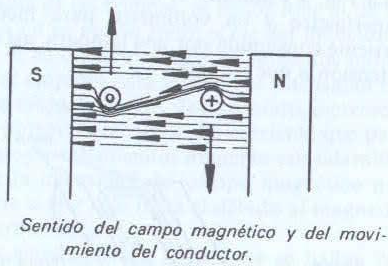 S
N
Sentido del campo magnético y del movi-
miento del conductor.